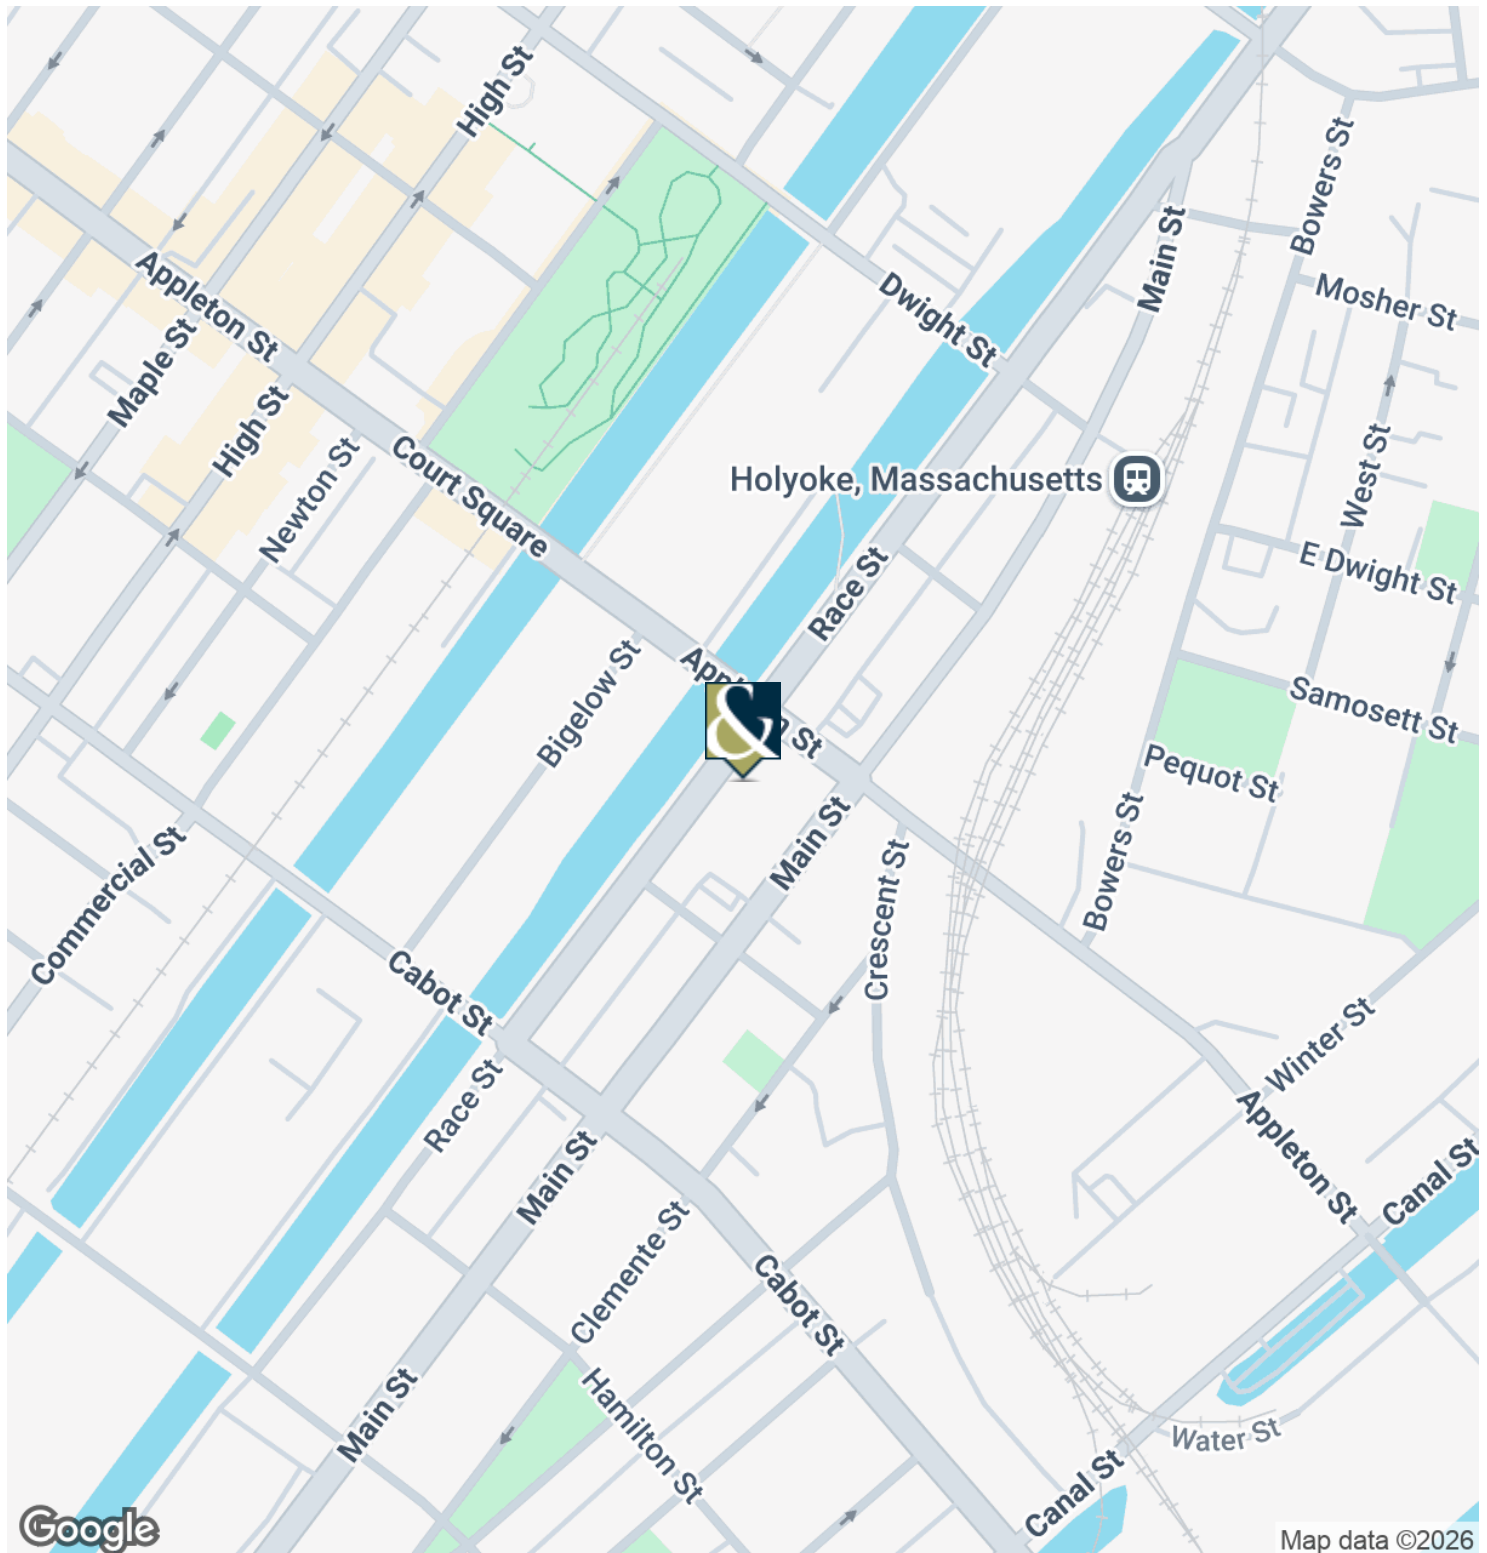 High St
Bowers St
Main St
Appleton St
Mosher St
Dwight St
Maple St
High St
Newton St
Court Square
Holyoke, Massachusetts
West St
Race St
E Dwight St
Bigelow St
Appleton St
&
Samosett St
Pequot St
Main St
Commercial St
Crescent St
Bowers St
Cabot St
Winter St
Race St
Appleton St
Canal St
Main St
Clemente St
Cabot St
Main St
Hamilton St
Water St
Canal St
Google
Map data ©2026